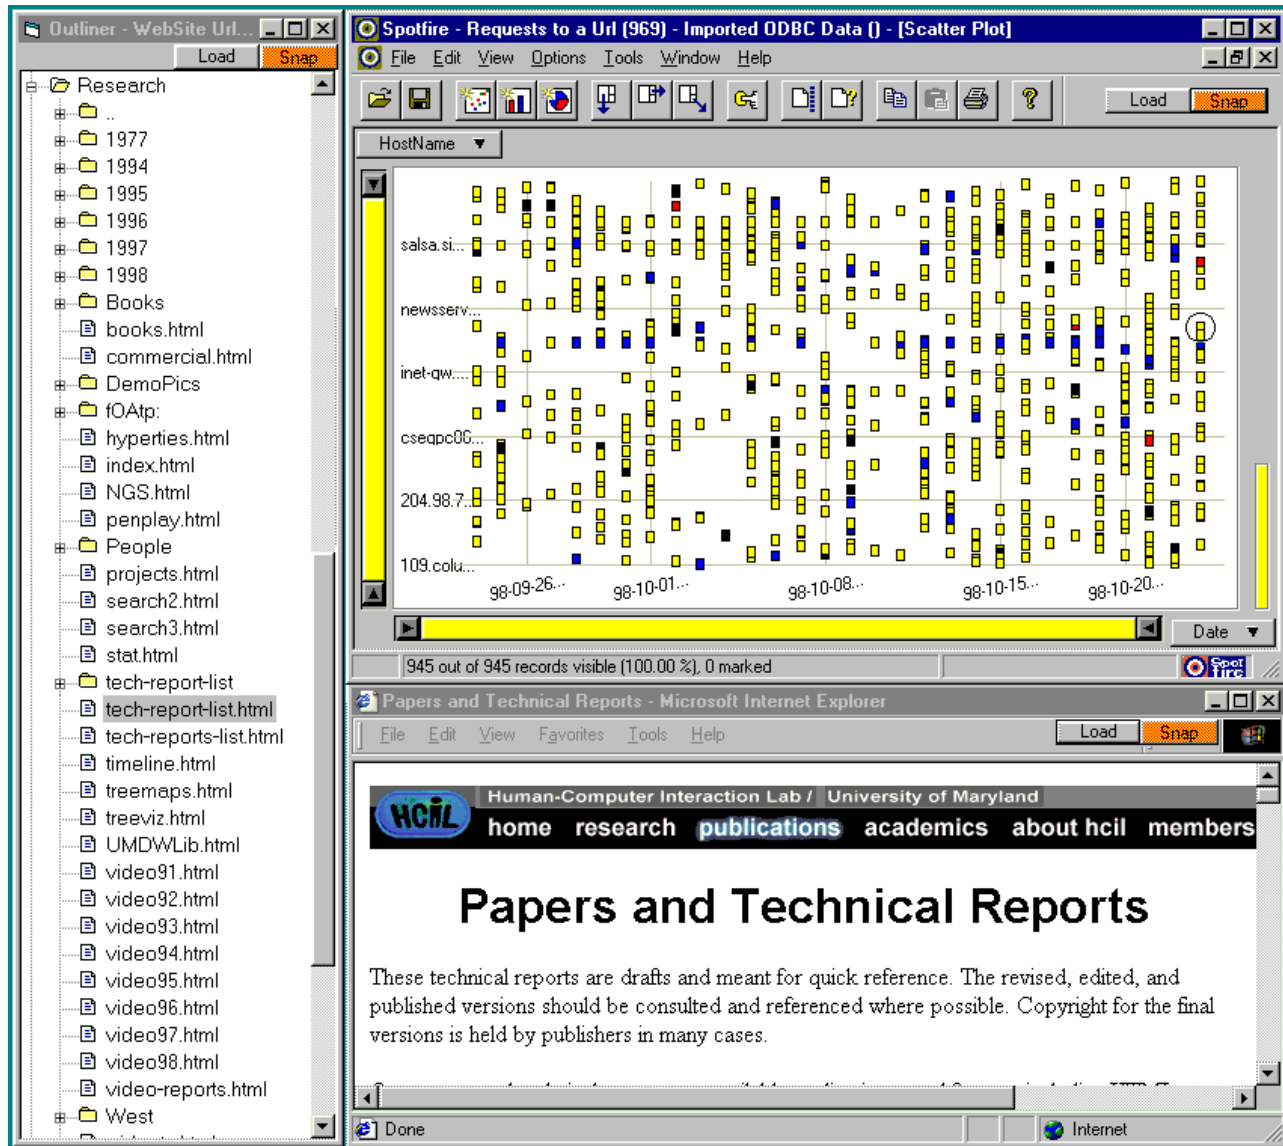 Outliner - WebSite Url...
Load Snap
Research
..
1977
1994
1995
1996
1997
1998
Books
books.html
commercial.html
DemoPics
fOAtp:
hyperties.html
index.html
NGS.html
penplay.html
People
projects.html
search2.html
search3.html
stat.html
tech-report-list
tech-report-list.html
tech-reports-list.html
timeline.html
treemaps.html
treeviz.html
UMDWLib.html
video91.html
video92.html
video93.html
video94.html
video95.html
video96.html
video97.html
video98.html
video-reports.html
West
Spotfire - Requests to a Url (969) - Imported ODBC Data () - [Scatter Plot]
File Edit View Options Tools Window Help
Load Snap
HostName
salsa.si...
newsserv...
inet-gw....
cseqpc06...
204.98.7...
109.colu...
98-09-26... 98-10-01... 98-10-08... 98-10-15... 98-10-20...
Date
945 out of 945 records visible (100.00 %), 0 marked
Spot fire
Papers and Technical Reports - Microsoft Internet Explorer
File Edit View Favorites Tools Help
Load Snap
HCIL
Human-Computer Interaction Lab / University of Maryland
home research publications academics about hcil members
Papers and Technical Reports
These technical reports are drafts and meant for quick reference. The revised, edited, and
published versions should be consulted and referenced where possible. Copyright for the final
versions is held by publishers in many cases.
Done
Internet